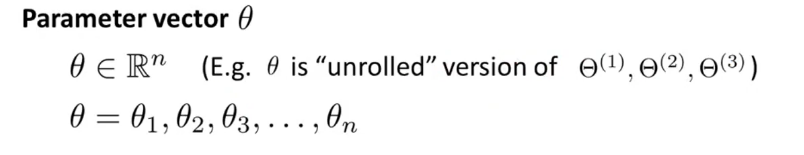 Parameter vector θ
θ ∈ ℝⁿ (E.g. θ is “unrolled” version of Θ⁽¹⁾, Θ⁽²⁾, Θ⁽³⁾)
θ = θ₁, θ₂, θ₃, . . . , θₙ